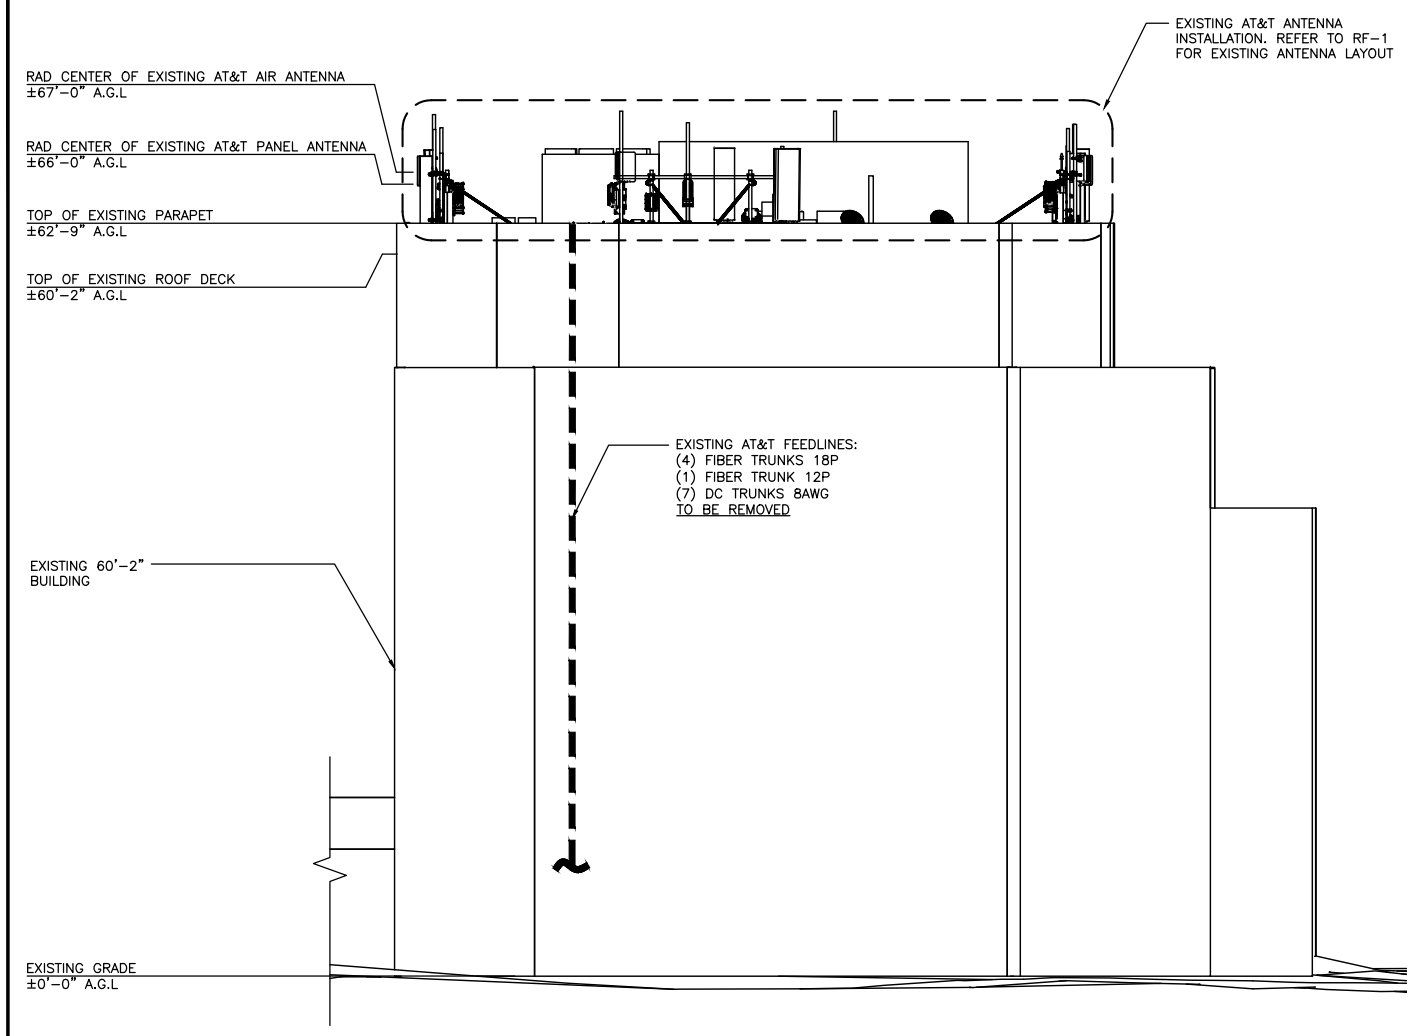 EXISTING AT&T ANTENNA
INSTALLATION. REFER TO RF-1
FOR EXISTING ANTENNA LAYOUT
RAD CENTER OF EXISTING AT&T AIR ANTENNA
±67'-0" A.G.L
RAD CENTER OF EXISTING AT&T PANEL ANTENNA
±66'-0" A.G.L
TOP OF EXISTING PARAPET
±62'-9" A.G.L
TOP OF EXISTING ROOF DECK
±60'-2" A.G.L
EXISTING AT&T FEEDLINES:
(4) FIBER TRUNKS 18P
(1) FIBER TRUNK 12P
(7) DC TRUNKS 8AWG
TO BE REMOVED
EXISTING 60'-2"
BUILDING
EXISTING GRADE
±0'-0" A.G.L